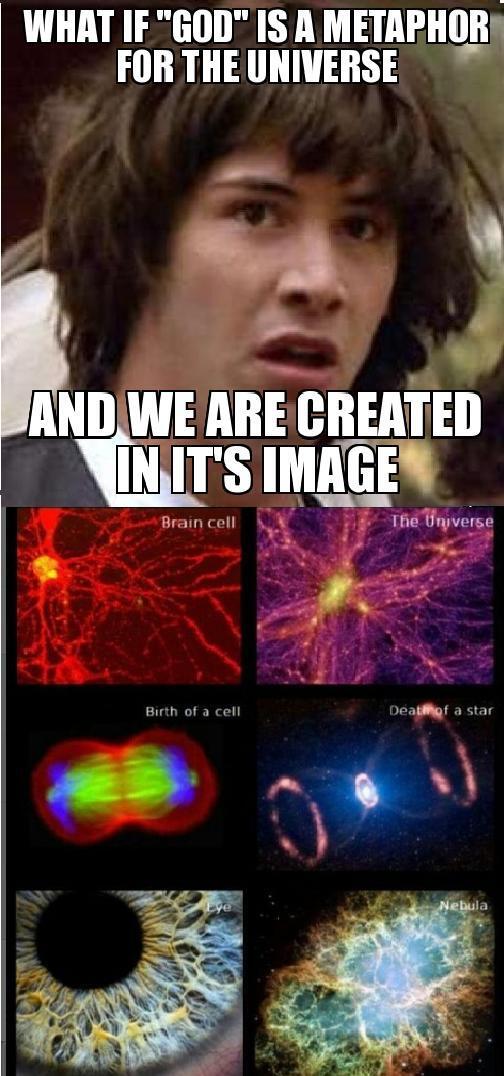 WHAT IF "GOD" IS A METAPHOR
FOR THE UNIVERSE
AND WE ARE CREATED
IN IT'S IMAGE
Brain cell
The Universe
Birth of a cell
Death of a star
Eye
Nebula